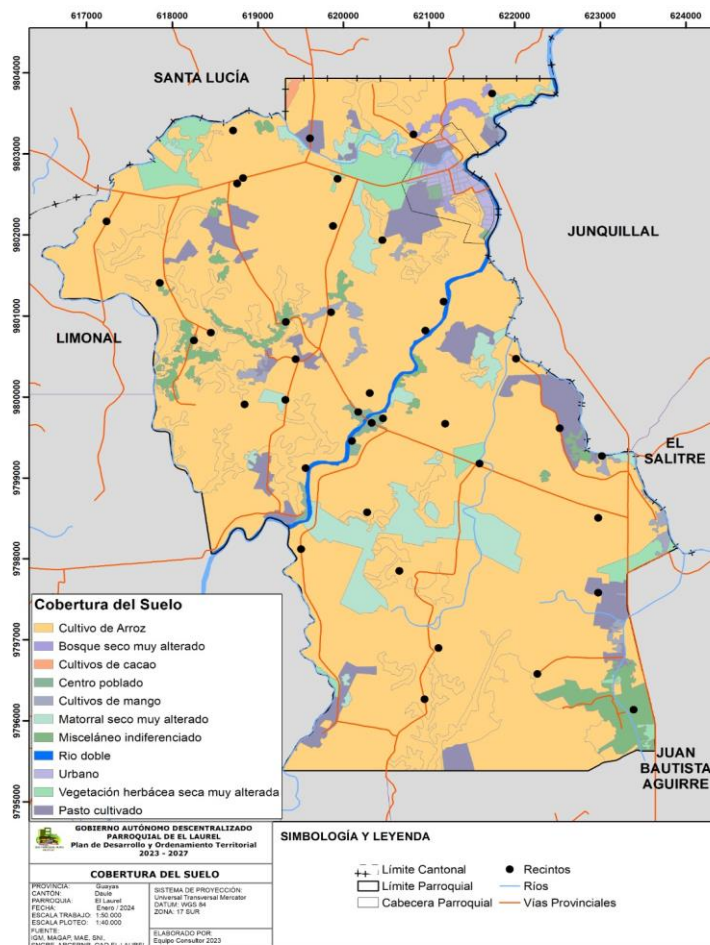 617000 618000 619000 620000 621000 622000 623000 624000
9804000
SANTA LUCÍA
9803000
9802000
JUNQUILLAL
9801000
LIMONAL
9800000
EL
SALITRE
9799000
9798000
9797000
9796000
JUAN
BAUTISTA
AGUIRRE
9795000
Cobertura del Suelo
Cultivo de Arroz
Bosque seco muy alterado
Cultivos de cacao
Centro poblado
Cultivos de mango
Matorral seco muy alterado
Misceláneo indiferenciado
Rio doble
Urbano
Vegetación herbácea seca muy alterada
Pasto cultivado
GOBIERNO AUTÓNOMO DESCENTRALIZADO
PARROQUIAL DE EL LAUREL
Plan de Desarrollo y Ordenamiento Territorial
2023 - 2027
COBERTURA DEL SUELO
PROVINCIA: Guayas
CANTÓN: Daule
PARROQUIA: El Laurel
FECHA: Enero / 2024
ESCALA TRABAJO: 1:50 000
ESCALA PLOTEO: 1:40.000
FUENTE:
IGM, MAGAP, MAE, SNI,
SISTEMA DE PROYECCIÓN:
Universal Transversal Mercator
DATUM: WGS 84
ZONA: 17 SUR
ELABORADO POR:
Equipo Consultor 2023
SIMBOLOGÍA Y LEYENDA
Límite Cantonal
Límite Parroquial
Cabecera Parroquial
Recintos
Ríos
Vías Provinciales